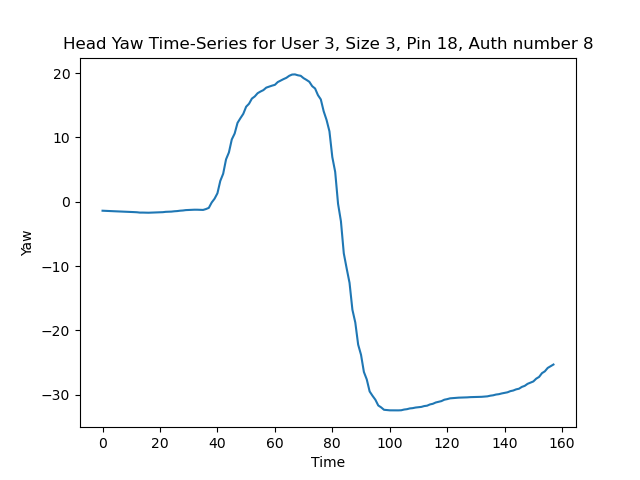 Head Yaw Time-Series for User 3, Size 3, Pin 18, Auth number 8
20
10
0
−10
−20
−30
Yaw
0 20 40 60 80 100 120 140 160
Time